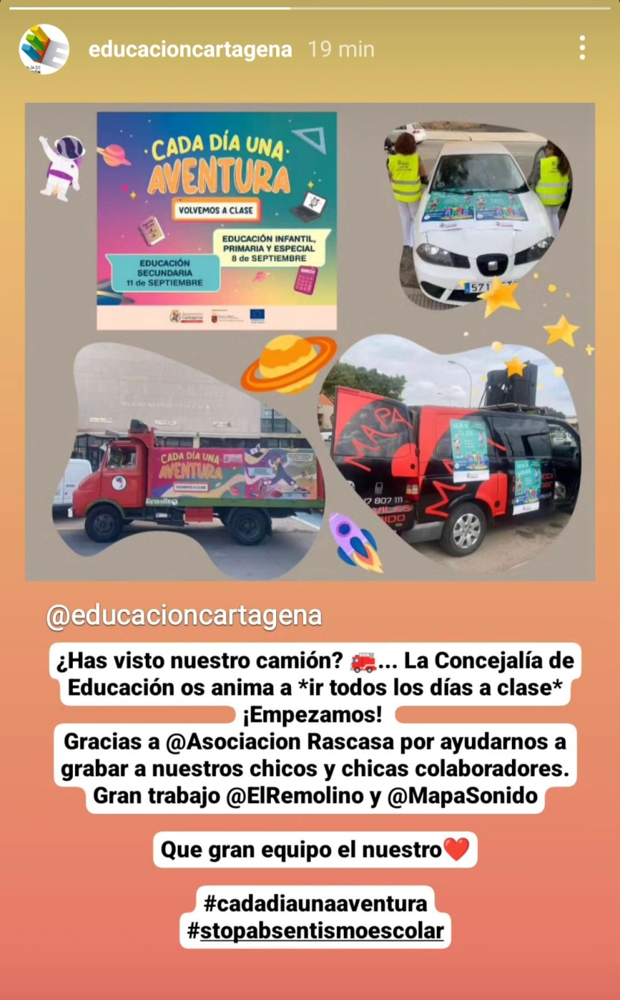 educacioncartagena 19 min
CADA DÍA UNA
AVENTURA
VOLVEMOS A CLASE
EDUCACIÓN INFANTIL,
PRIMARIA Y ESPECIAL
8 de SEPTIEMBRE
EDUCACIÓN
SECUNDARIA
11 de SEPTIEMBRE
Cartagena
571
CADA DÍA UNA
AVENTURA
VOLVEMOS A CLASE
Remolino
MAPA
7 807 111
@educacioncartagena
¿Has visto nuestro camión? 🚒... La Concejalía de
Educación os anima a *ir todos los días a clase*
¡Empezamos!
Gracias a @Asociacion Rascasa por ayudarnos a
grabar a nuestros chicos y chicas colaboradores.
Gran trabajo @ElRemolino y @MapaSonido
Que gran equipo el nuestro❤️
#cadadiaunaaventura
#stopabsentismoescolar